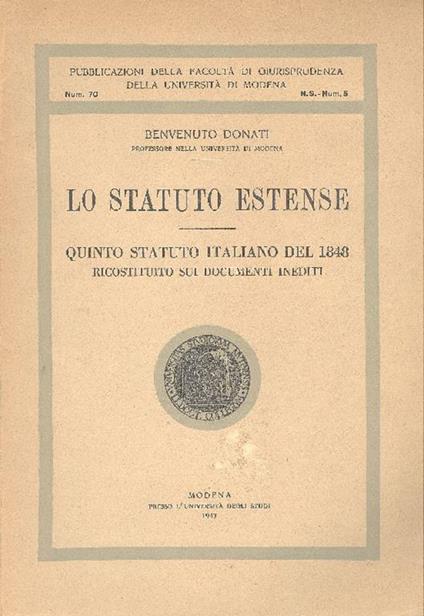 PUBBLICAZIONI DELLA FACOLTÀ DI GIURISPRUDENZA
DELLA UNIVERSITÀ DI MODENA
Num. 70 N. S. - Num. 5
BENVENUTO DONATI
PROFESSORE NELLA UNIVERSITÀ DI MODENA
LO STATUTO ESTENSE
QUINTO STATUTO ITALIANO DEL 1848
RICOSTITUITO SUI DOCUMENTI INEDITI
MODENA
PRESSO L'UNIVERSITÀ DEGLI STUDI